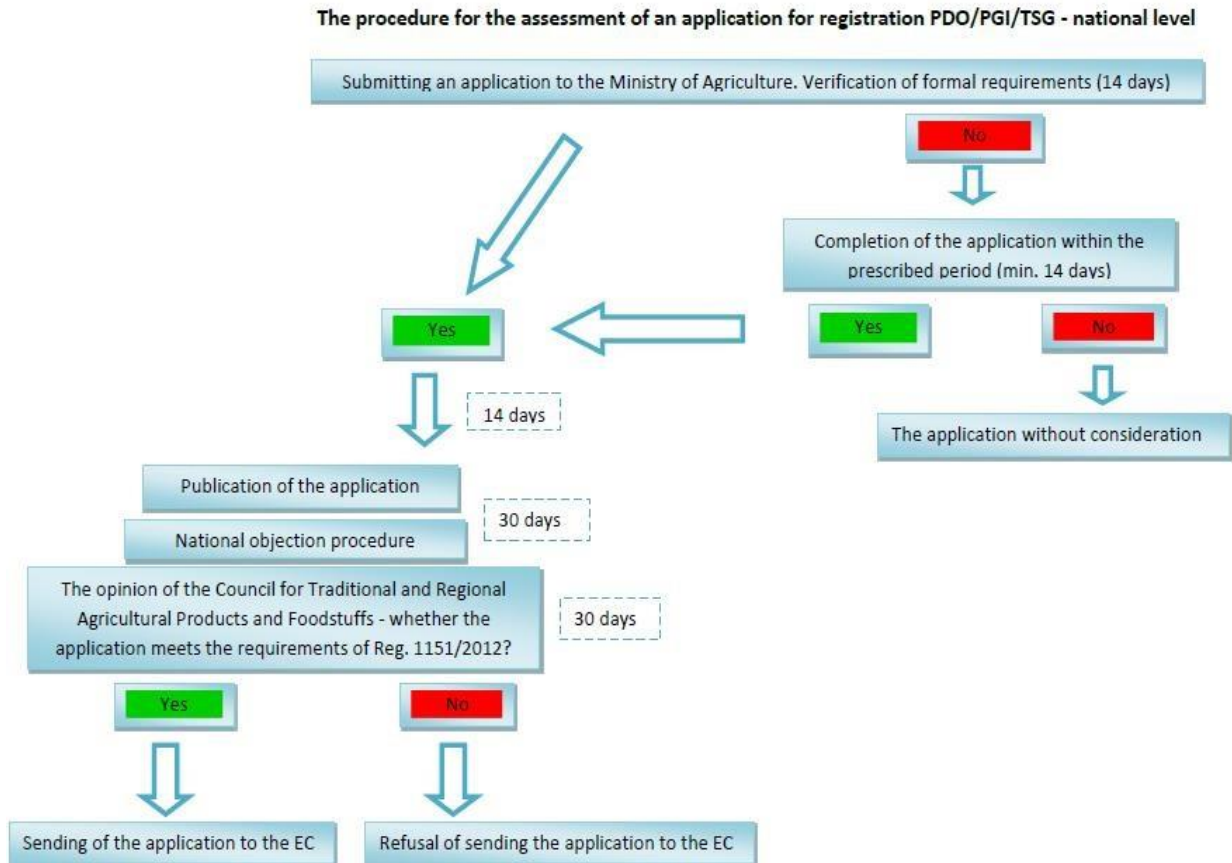 The procedure for the assessment of an application for registration PDO/PGI/TSG - national level
Submitting an application to the Ministry of Agriculture. Verification of formal requirements (14 days)
No
Completion of the application within the
prescribed period (min. 14 days)
Yes
Yes
No
14 days
The application without consideration
Publication of the application
30 days
National objection procedure
The opinion of the Council for Traditional and Regional
Agricultural Products and Foodstuffs - whether the
application meets the requirements of Reg. 1151/2012?
30 days
Yes
No
Sending of the application to the EC
Refusal of sending the application to the EC